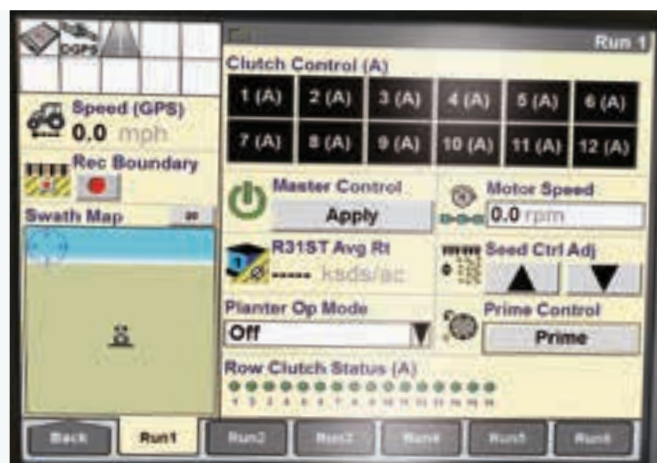 DGPS
Run 1
Clutch Control (A)
1 (A) 2 (A) 3 (A) 4 (A) 5 (A) 6 (A)
7 (A) 8 (A) 9 (A) 10 (A) 11 (A) 12 (A)
Speed (GPS)
0.0 mph
Rec Boundary
Swath Map
Master Control
Apply
Motor Speed
0.0 rpm
R31ST Avg Rt
----- ksds/ac
Seed Ctrl Adj
Planter Op Mode
Off
Prime Control
Prime
Row Clutch Status (A)
Back Run1 Run2 Run3 Run4 Run5 Run6